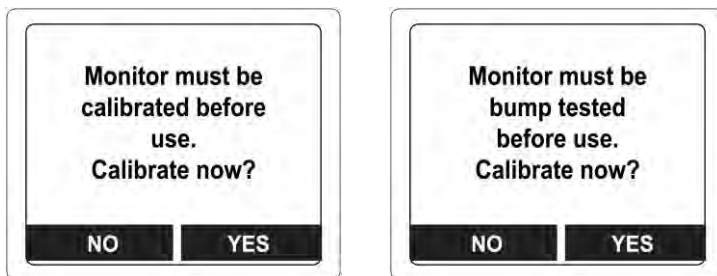 Monitor must be
calibrated before
use.
Calibrate now?
NO YES
Monitor must be
bump tested
before use.
Calibrate now?
NO YES